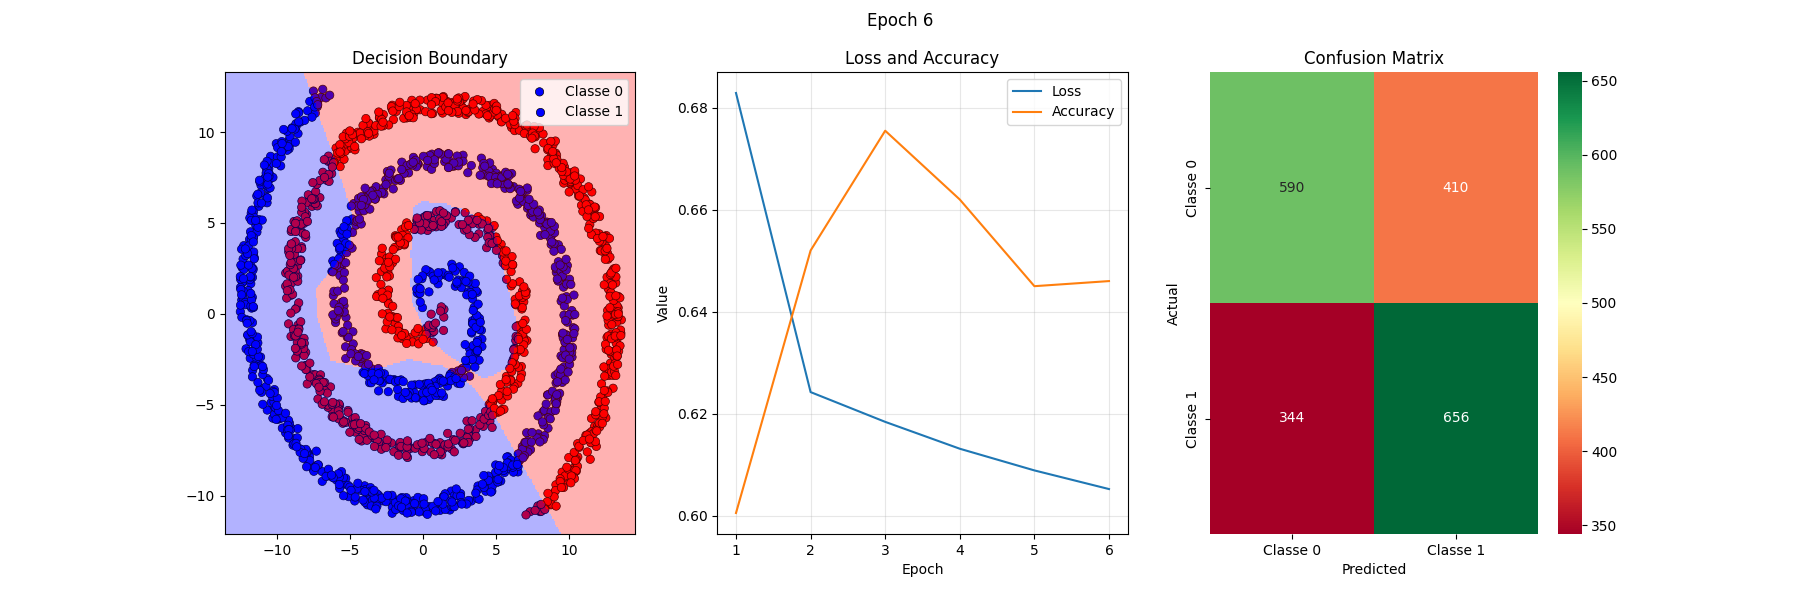 Epoch 6
Decision Boundary
Classe 0
Classe 1
10
5
0
−5
−10
−10
−5
0
5
10
Loss and Accuracy
Loss
Accuracy
Value
0.68
0.66
0.64
0.62
0.60
1
2
3
4
5
6
Epoch
Confusion Matrix
Actual
Classe 0
Classe 1
590
410
344
656
Classe 0
Classe 1
Predicted
650
600
550
500
450
400
350